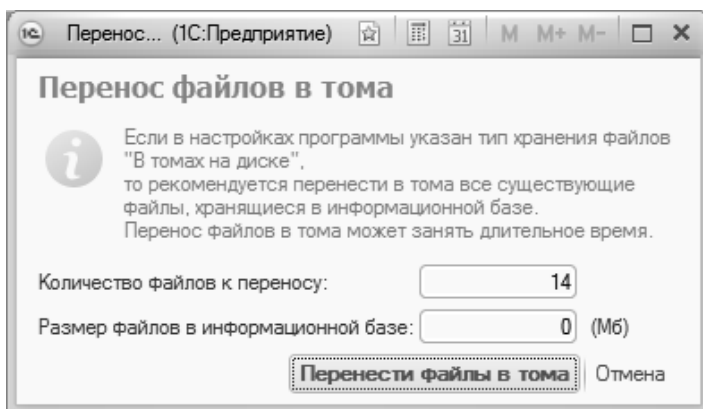 1С Перенос... (1С:Предприятие) 31 M M+ M-
Перенос файлов в тома
i Если в настройках программы указан тип хранения файлов
"В томах на диске",
то рекомендуется перенести в тома все существующие
файлы, хранящиеся в информационной базе.
Перенос файлов в тома может занять длительное время.
Количество файлов к переносу: 14
Размер файлов в информационной базе: 0 (Мб)
Перенести файлы в тома Отмена